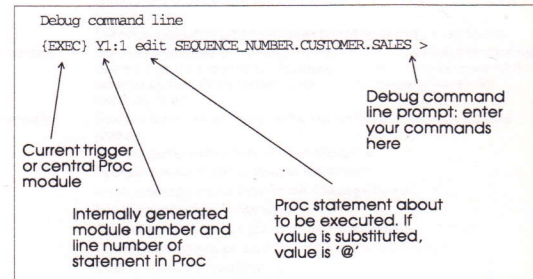 Debug command line
{EXEC} Y1:1 edit SEQUENCE_NUMBER.CUSTOMER.SALES >
Debug command
line prompt: enter
your commands
here
Current trigger
or central Proc
module
Internally generated
module number and
line number of
statement in Proc
Proc statement about
to be executed. If
value is substituted,
value is '@'